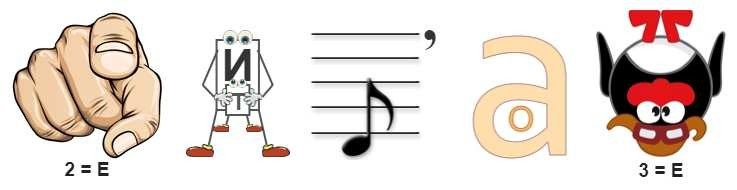 И
Т
,
а
о
2 = Е
3 = Е